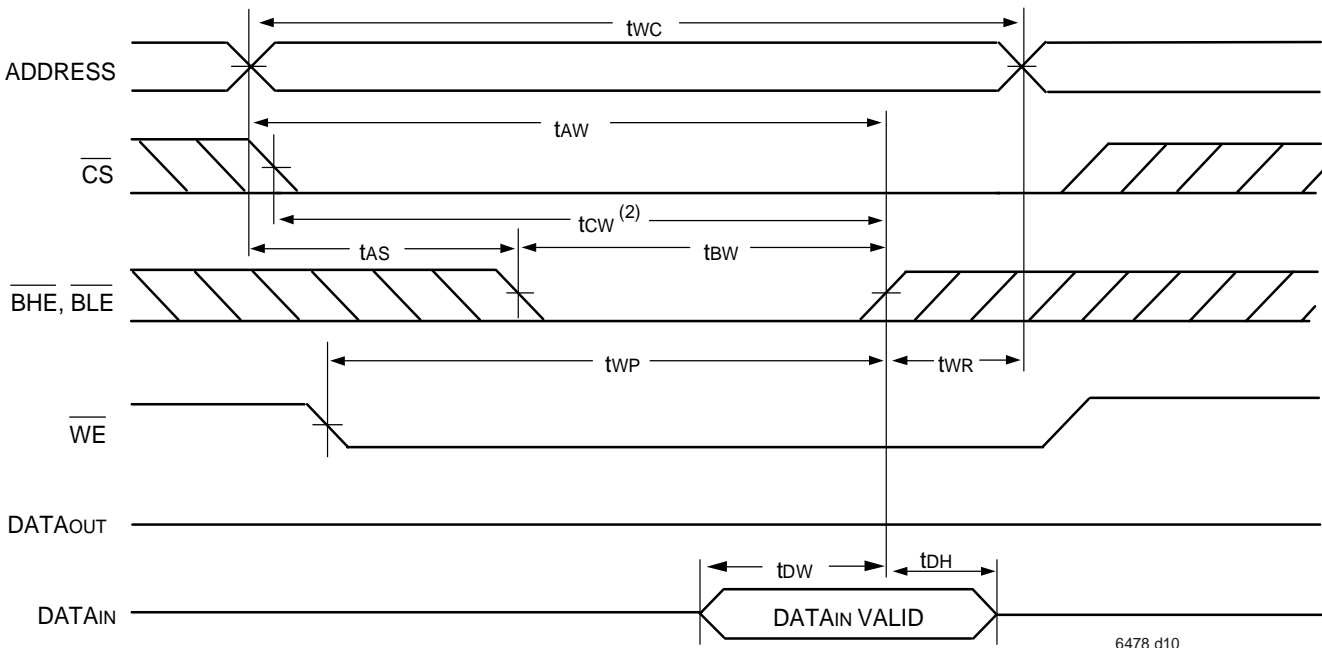 tWC
ADDRESS
tAW
CS
tCW (2)
tAS
tBW
BHE, BLE
tWP
tWR
WE
DATAOUT
tDW
tDH
DATAIN
DATAIN VALID
6478 d10